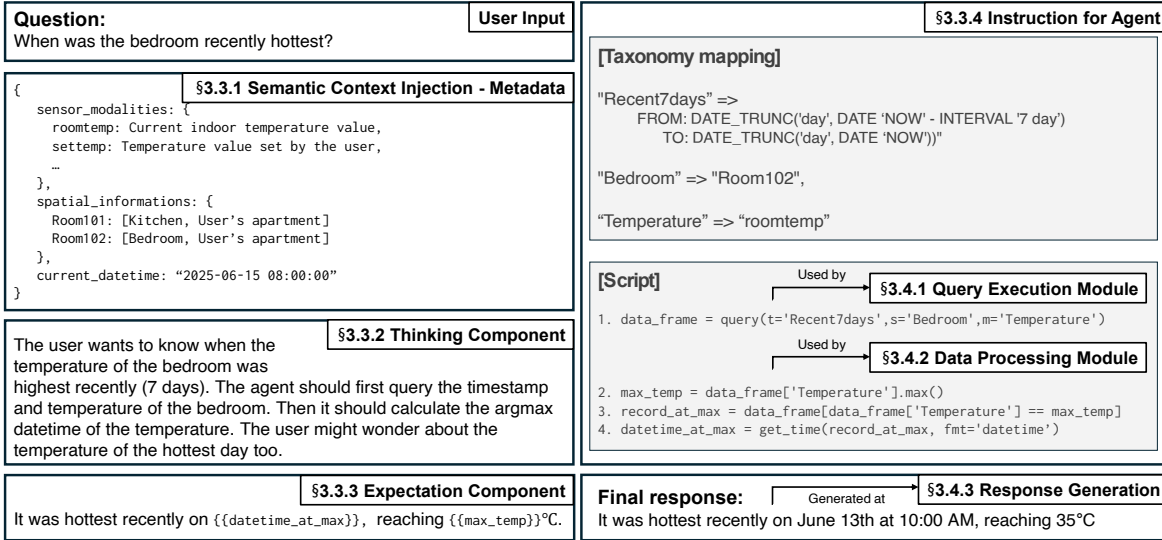 Question:
User Input
When was the bedroom recently hottest?
§3.3.1 Semantic Context Injection - Metadata
{
sensor_modalities: {
roomtemp: Current indoor temperature value,
settemp: Temperature value set by the user,
…
},
spatial_informations: {
Room101: [Kitchen, User’s apartment]
Room102: [Bedroom, User’s apartment]
},
current_datetime: “2025-06-15 08:00:00”
}
§3.3.2 Thinking Component
The user wants to know when the
temperature of the bedroom was
highest recently (7 days). The agent should first query the timestamp
and temperature of the bedroom. Then it should calculate the argmax
datetime of the temperature. The user might wonder about the
temperature of the hottest day too.
§3.3.3 Expectation Component
It was hottest recently on {{datetime_at_max}}, reaching {{max_temp}}℃.
§3.3.4 Instruction for Agent
[Taxonomy mapping]
"Recent7days” =>
FROM: DATE_TRUNC('day', DATE ‘NOW' - INTERVAL '7 day’)
TO: DATE_TRUNC('day', DATE ‘NOW'))"
"Bedroom” => "Room102",
“Temperature” => “roomtemp”
[Script]
Used by
§3.4.1 Query Execution Module
1. data_frame = query(t='Recent7days',s='Bedroom',m='Temperature')
Used by
§3.4.2 Data Processing Module
2. max_temp = data_frame['Temperature'].max()
3. record_at_max = data_frame[data_frame['Temperature'] == max_temp]
4. datetime_at_max = get_time(record_at_max, fmt='datetime’)
Final response:
Generated at
§3.4.3 Response Generation
It was hottest recently on June 13th at 10:00 AM, reaching 35°C